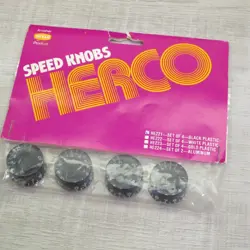 HERCO
SPEED KNOBS
HERCO
HE221—SET OF 4—BLACK PLASTIC
HE222—SET OF 4—WHITE PLASTIC
HE223—SET OF 4—GOLD PLASTIC
HE224—SET OF 4—ALUMINUM